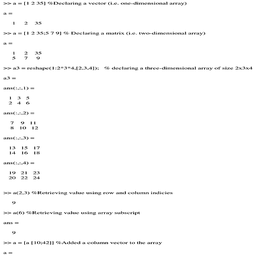 >> a = [1 2 35] %Declaring a vector (i.e. one-dimensional array)
a =
1 2 35
>> a = [1 2 35;5 7 9] % Declaring a matrix (i.e. two-dimensional array)
a =
1 2 35
5 7 9
>> a3 = reshape(1:2*3*4,[2,3,4]); % declaring a three-dimensional array of size 2x3x4
a3 =
ans(:,:,1) =
1 3 5
2 4 6
ans(:,:,2) =
7 9 11
8 10 12
ans(:,:,3) =
13 15 17
14 16 18
ans(:,:,4) =
19 21 23
20 22 24
>> a(2,3) %Retrieving value using row and column indicies
9
>> a(6) %Retrieving value using array subscript
ans =
9
>> a = [a [10;42]] %Added a column vector to the array
a =